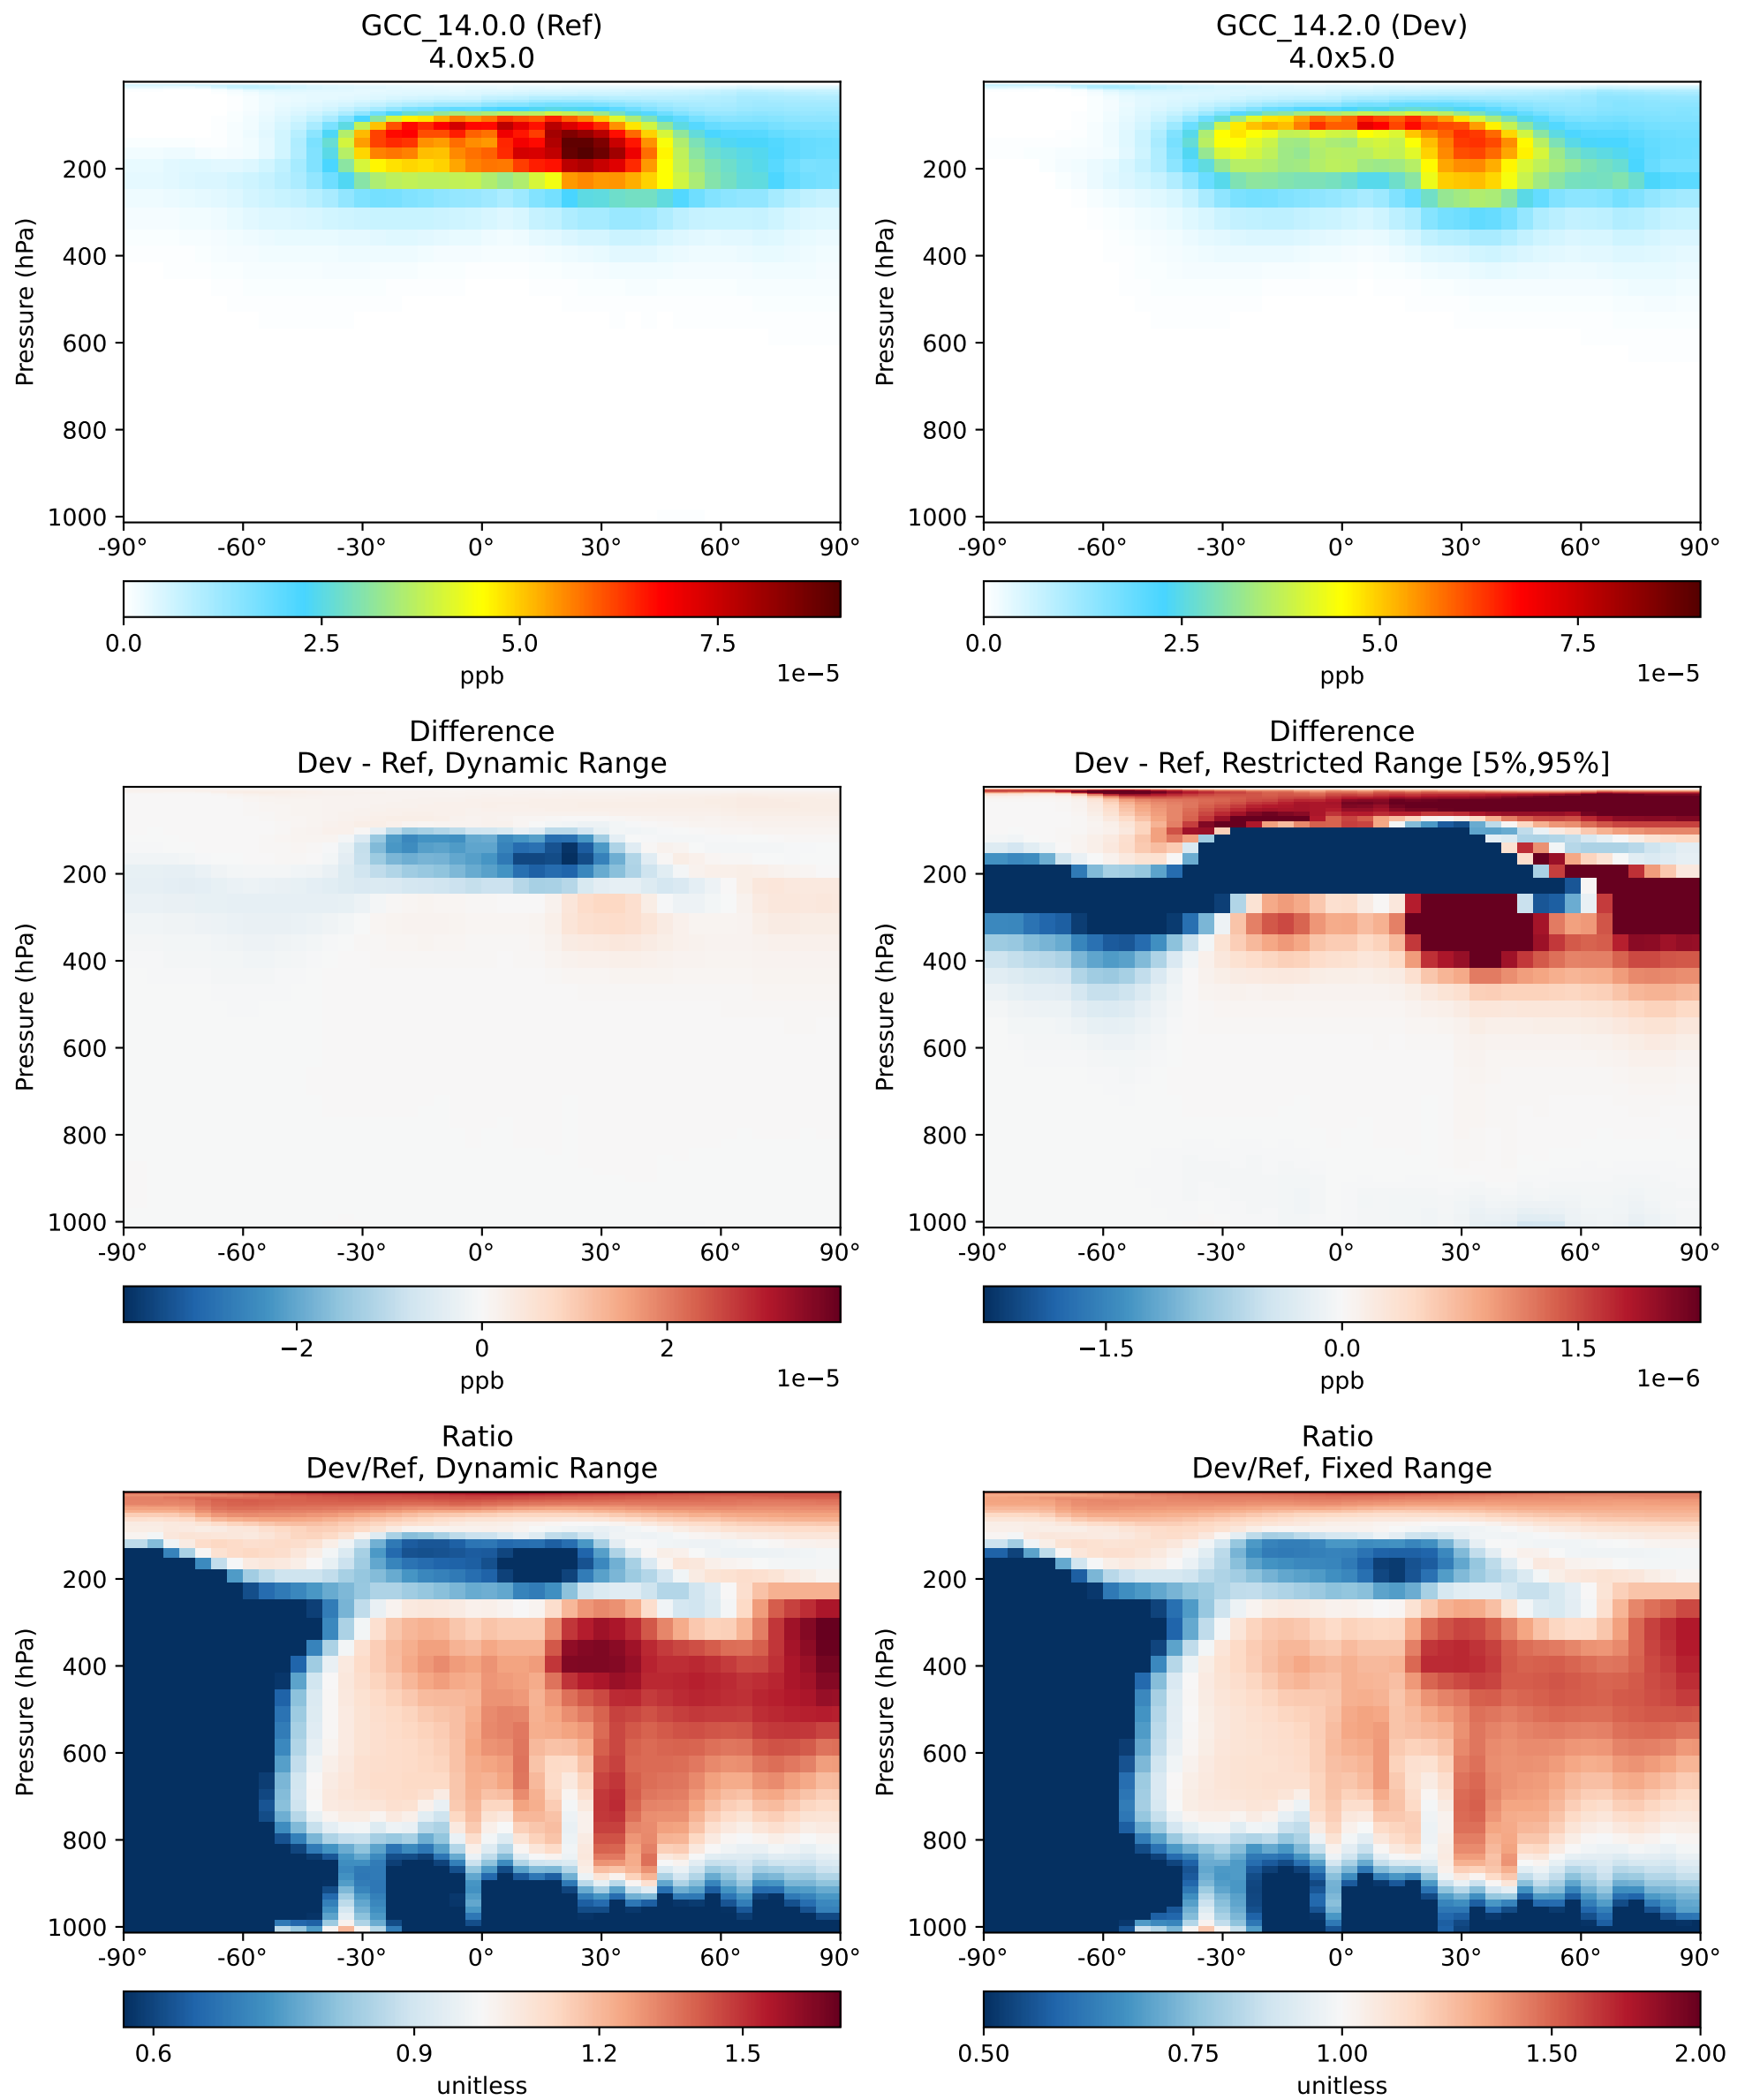 GCC_14.0.0 (Ref)
4.0x5.0
GCC_14.2.0 (Dev)
4.0x5.0
Pressure (hPa)
200
400
600
800
1000
-90° -60° -30° 0° 30° 60° 90°
Pressure (hPa)
200
400
600
800
1000
-90° -60° -30° 0° 30° 60° 90°
0.0 2.5 5.0 7.5
ppb
1e−5
0.0 2.5 5.0 7.5
ppb
1e−5
Difference
Dev - Ref, Dynamic Range
Difference
Dev - Ref, Restricted Range [5%,95%]
Pressure (hPa)
200
400
600
800
1000
-90° -60° -30° 0° 30° 60° 90°
Pressure (hPa)
200
400
600
800
1000
-90° -60° -30° 0° 30° 60° 90°
−2 0 2
ppb
1e−5
−1.5 0.0 1.5
ppb
1e−6
Ratio
Dev/Ref, Dynamic Range
Ratio
Dev/Ref, Fixed Range
Pressure (hPa)
200
400
600
800
1000
-90° -60° -30° 0° 30° 60° 90°
Pressure (hPa)
200
400
600
800
1000
-90° -60° -30° 0° 30° 60° 90°
0.6 0.9 1.2 1.5
unitless
0.50 0.75 1.00 1.50 2.00
unitless